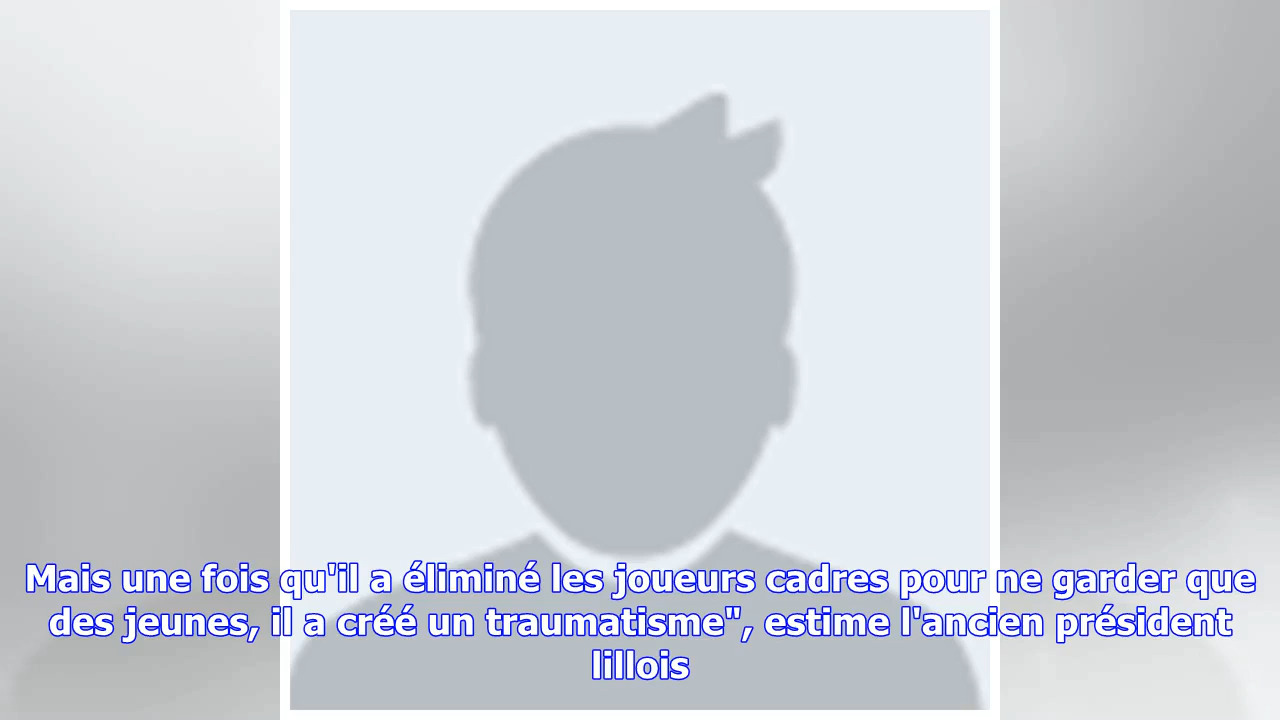 Mais une fois qu'il a éliminé les joueurs cadres pour ne garder que
des jeunes, il a créé un traumatisme", estime l'ancien président
lillois